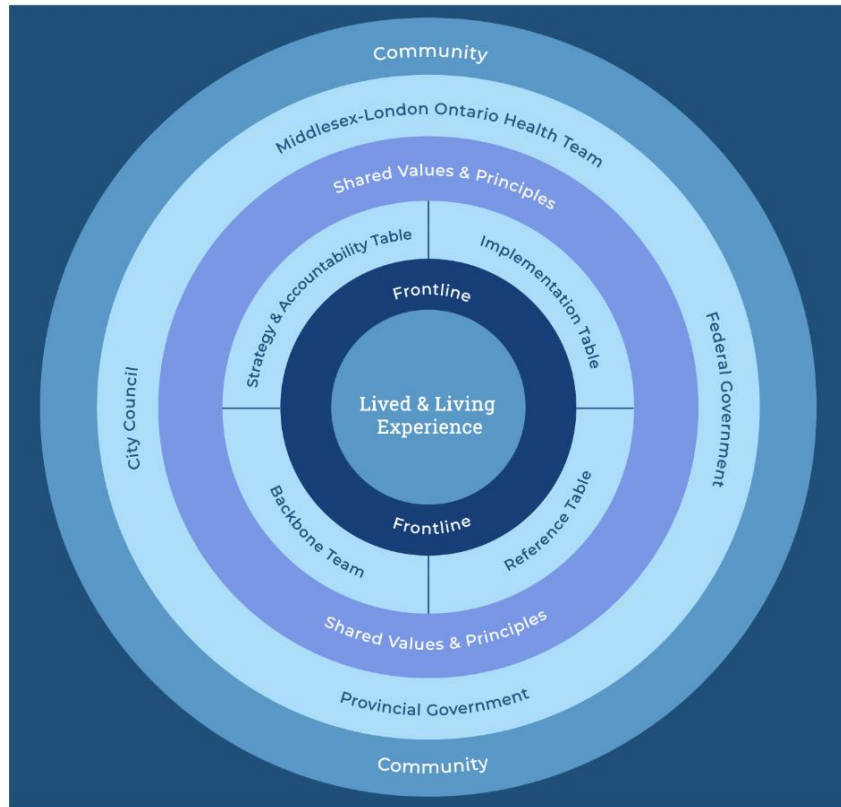 Community
Middlesex-London Ontario Health Team
Shared Values & Principles
Strategy & Accountability Table
Implementation Table
Frontline
City Council
Federal Government
Lived & Living
Experience
Frontline
Backbone Team
Reference Table
Shared Values & Principles
Provincial Government
Community